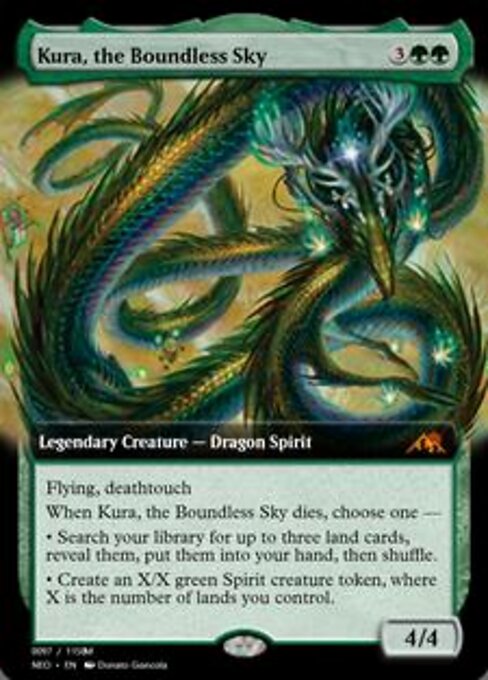 Kura, the Boundless Sky 3
Legendary Creature — Dragon Spirit
Flying, deathtouch
When Kura, the Boundless Sky dies, choose one —
• Search your library for up to three land cards,
reveal them, put them into your hand, then shuffle.
• Create an X/X green Spirit creature token, where
X is the number of lands you control.
4/4
NEO • EN Donato Giancola